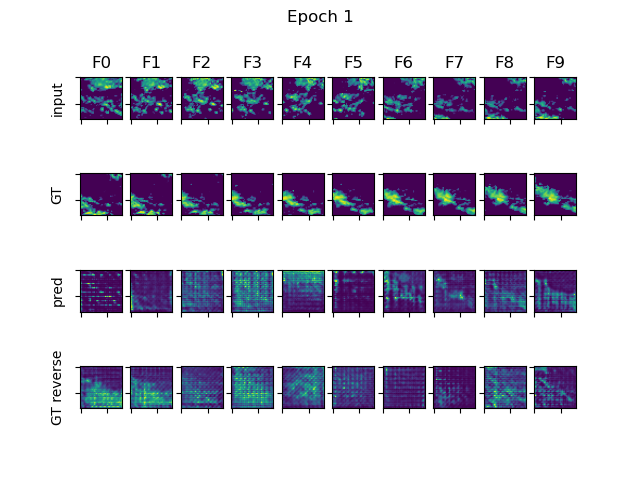 Epoch 1
F0 F1 F2 F3 F4 F5 F6 F7 F8 F9
input
GT
pred
GT reverse